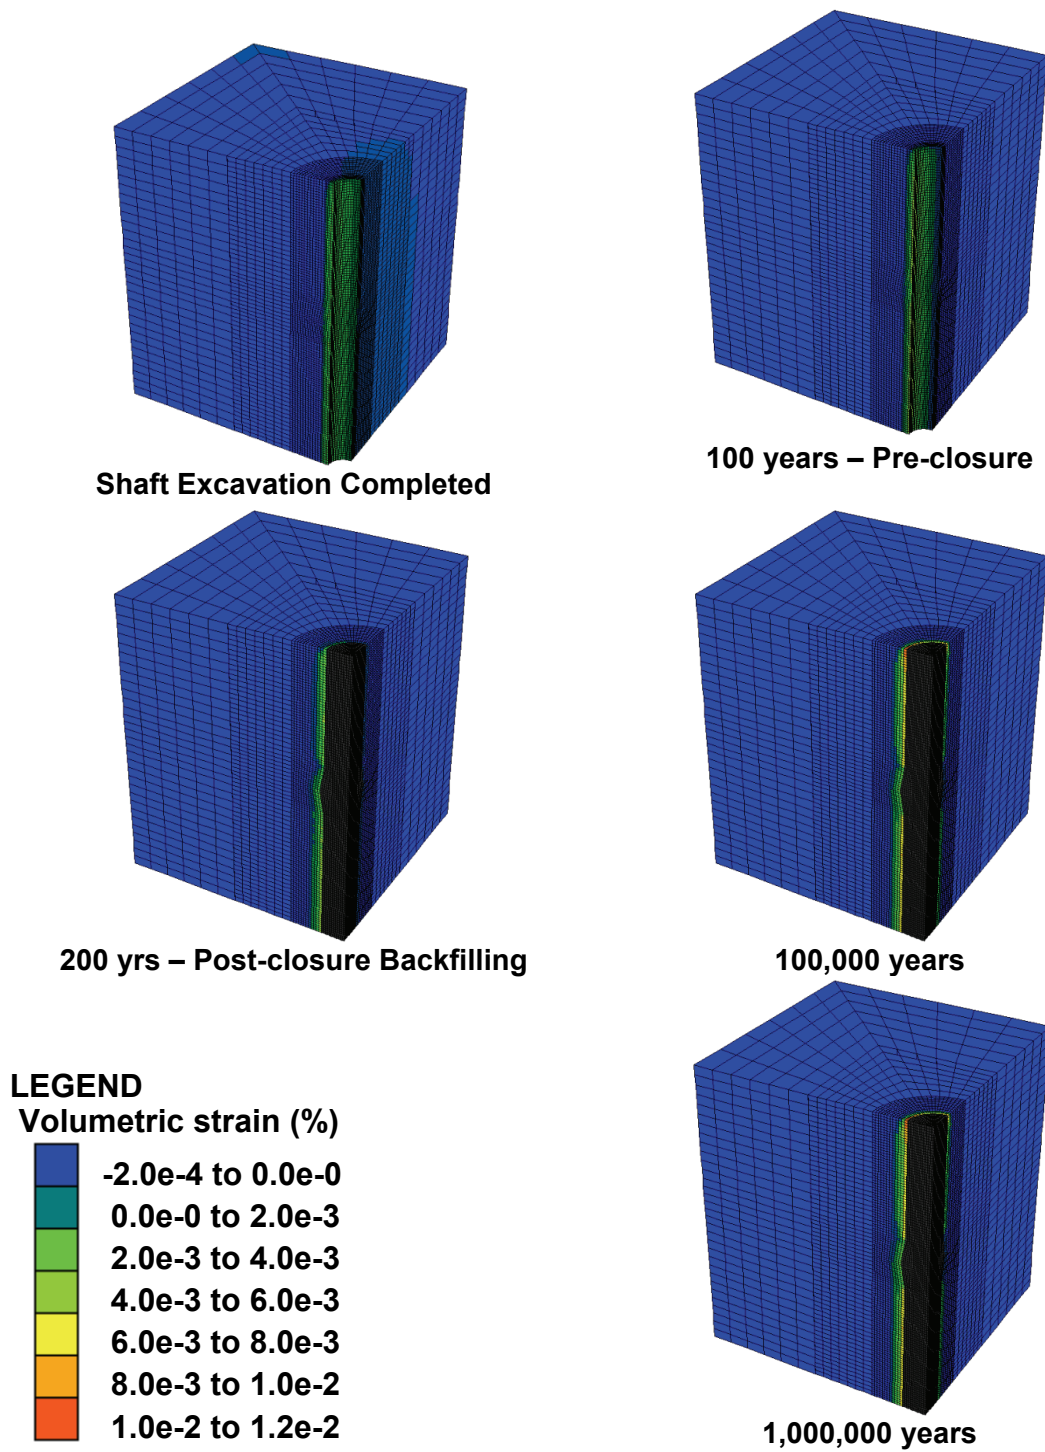 Shaft Excavation Completed
100 years – Pre-closure
200 yrs – Post-closure Backfilling
100,000 years
LEGEND
Volumetric strain (%)
-2.0e-4 to 0.0e-0
0.0e-0 to 2.0e-3
2.0e-3 to 4.0e-3
4.0e-3 to 6.0e-3
6.0e-3 to 8.0e-3
8.0e-3 to 1.0e-2
1.0e-2 to 1.2e-2
1,000,000 years